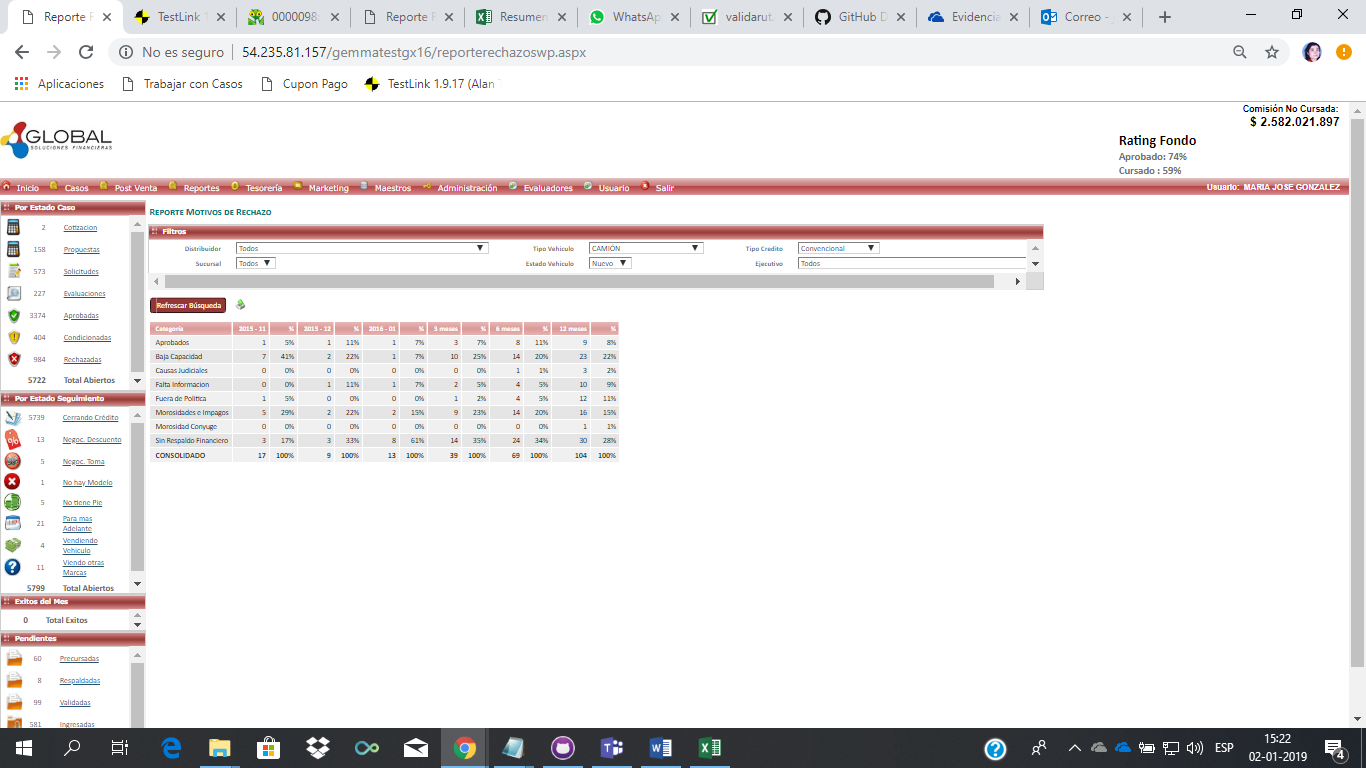 Reporte R
TestLink 1
0000098
Reporte R
Resumen
WhatsAp
validarut
GitHub D
Evidencia
Correo -
No es seguro | 54.235.81.157/gemmatestgx16/reporterechazoswp.aspx
Aplicaciones Trabajar con Casos Cupon Pago TestLink 1.9.17 (Alan
Comisión No Cursada:
$ 2.582.021.897
GLOBAL
SOLUCIONES FINANCIERAS
Rating Fondo
Aprobado: 74%
Cursado : 59%
Inicio Casos Post Venta Reportes Tesorería Marketing Maestros Administración Evaluadores Usuario Salir Usuario: MARIA JOSE GONZALEZ
Por Estado Caso
2 Cotizacion
158 Propuestas
573 Solicitudes
227 Evaluaciones
3374 Aprobadas
404 Condicionadas
984 Rechazadas
5722 Total Abiertos
Por Estado Seguimiento
5739 Cerrando Crédito
13 Negoc. Descuento
5 Negoc. Toma
1 No hay Modelo
5 No tiene Pie
21 Para mas Adelante
4 Vendiendo Vehiculo
11 Viendo otras Marcas
5799 Total Abiertos
Exitos del Mes
0 Total Exitos
Pendientes
60 Precursadas
8 Respaldadas
99 Validadas
581 Ingresadas
REPORTE MOTIVOS DE RECHAZO
Filtros
Distribuidor Todos Tipo Vehiculo CAMIÓN Tipo Credito Convencional
Sucursal Todos Estado Vehiculo Nuevo Ejecutivo Todos
Refrescar Búsqueda
Categoría 2015 - 11 % 2015 - 12 % 2016 - 01 % 3 meses % 6 meses % 12 meses %
Aprobados 1 5% 1 11% 1 7% 3 7% 8 11% 9 8%
Baja Capacidad 7 41% 2 22% 1 7% 10 25% 14 20% 23 22%
Causas Judiciales 0 0% 0 0% 0 0% 0 0% 1 1% 3 2%
Falta Informacion 0 0% 1 11% 1 7% 2 5% 4 5% 10 9%
Fuera de Politica 1 5% 0 0% 0 0% 1 2% 4 5% 12 11%
Morosidades e Impagos 5 29% 2 22% 2 15% 9 23% 14 20% 16 15%
Morosidad Conyuge 0 0% 0 0% 0 0% 0 0% 0 0% 1 1%
Sin Respaldo Financiero 3 17% 3 33% 8 61% 14 35% 24 34% 30 28%
CONSOLIDADO 17 100% 9 100% 13 100% 39 100% 69 100% 104 100%
ESP
15:22
02-01-2019
4